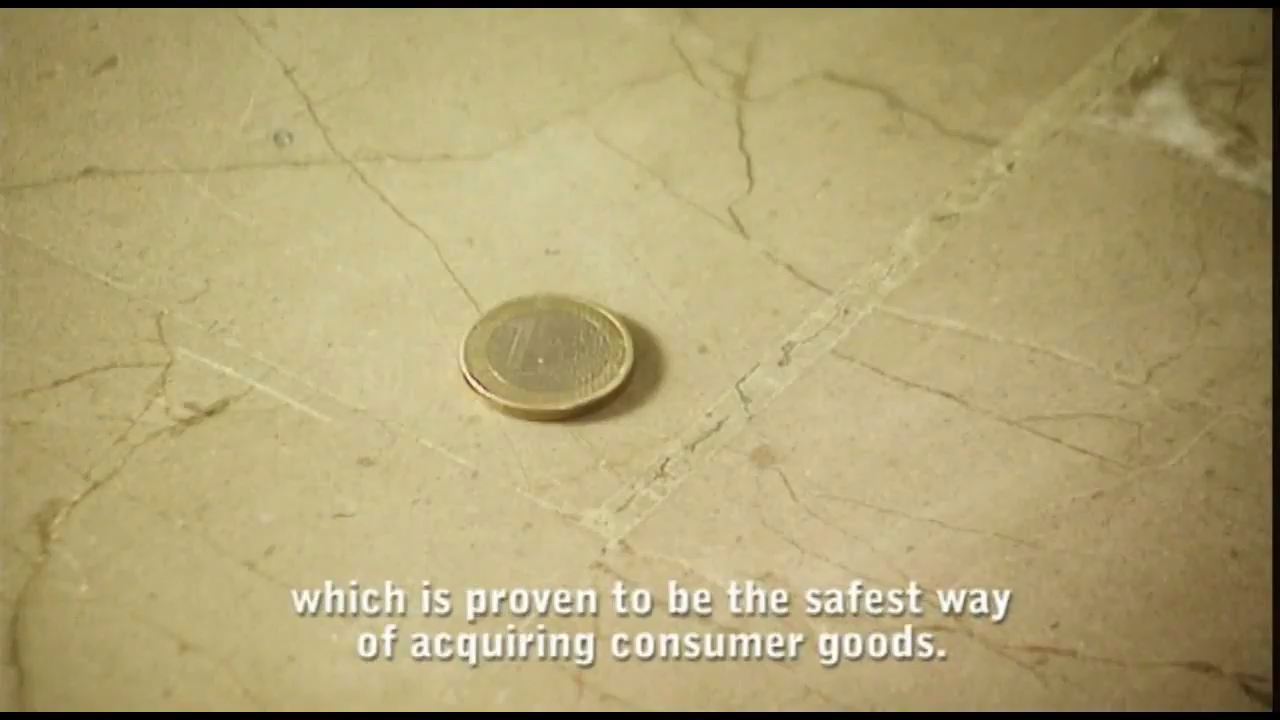 which is proven to be the safest way
of acquiring consumer goods.